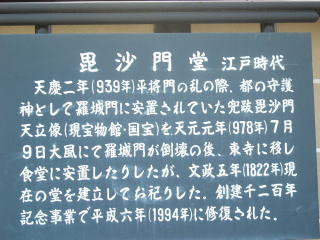 毘沙門堂 江戸時代
天慶二年(939年)平将門の乱の際、都の守護
神として羅城門に安置されていた兜跋毘沙門
天立像(現宝物館・国宝)を天元元年(978年)7月
9日大風にて羅城門が倒壊の後、東寺に移し
食堂に安置したりしたが、文政五年(1822年)現
在の堂を建立してお祀りした。創建千二百年
記念事業で平成六年(1994年)に修復された。